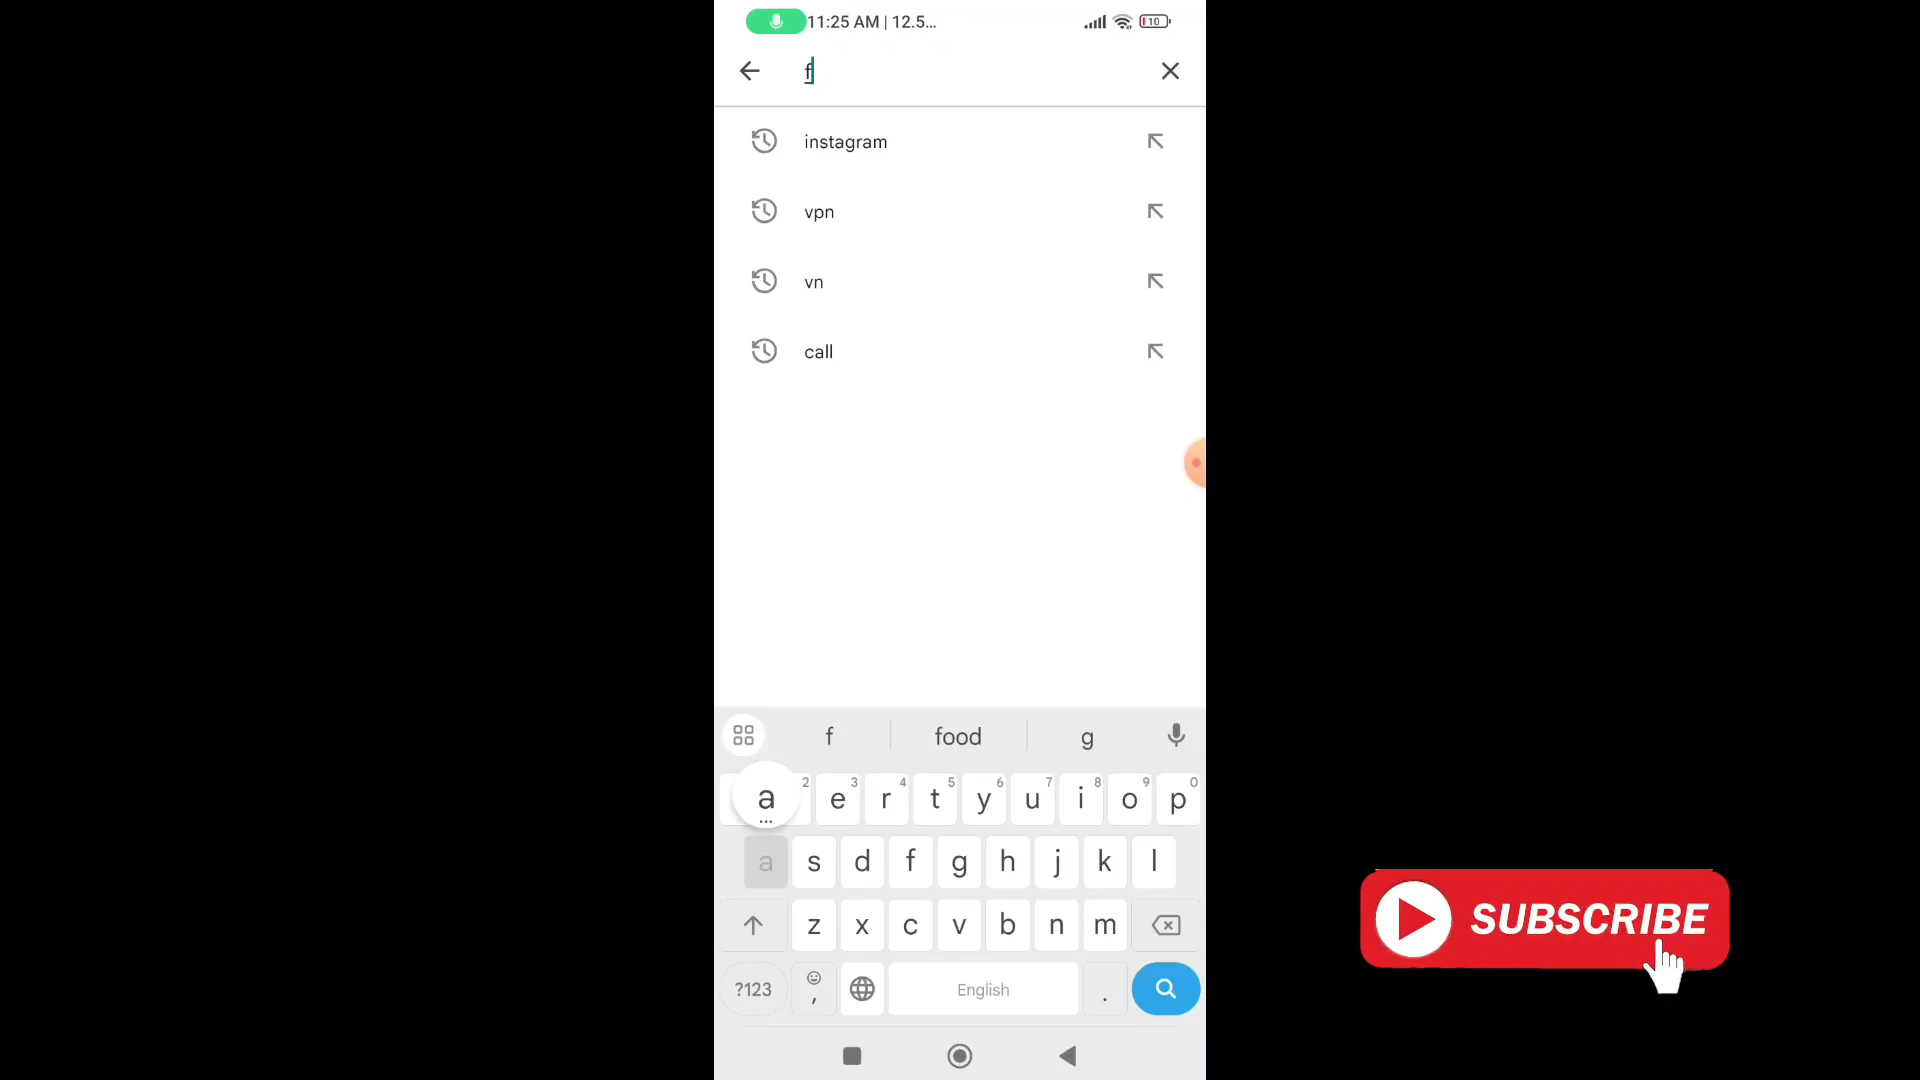 11:25 AM | 12.5...
10
f
instagram
vpn
vn
call
f food g
a 2 e 3 r 4 t 5 y 6 u 7 i 8 o 9 p 0
a s d f g h j k l
z x c v b n m
?123 , English .
SUBSCRIBE